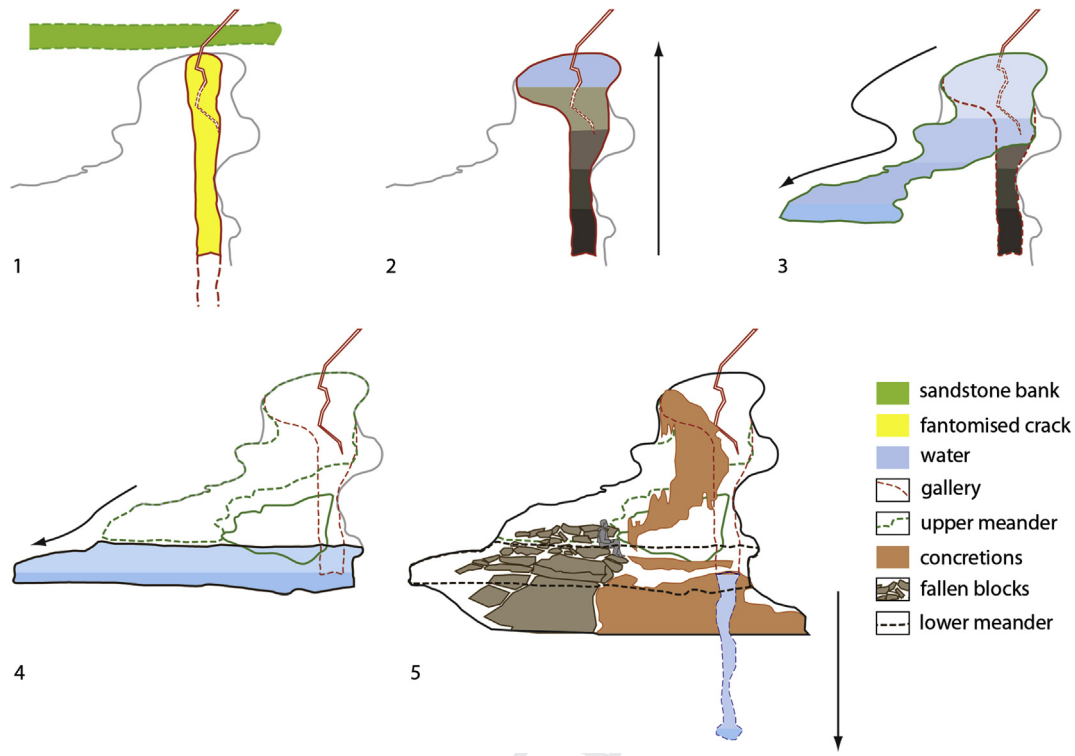 1
2
3
4
5
sandstone bank
fantomised crack
water
gallery
upper meander
concretions
fallen blocks
lower meander